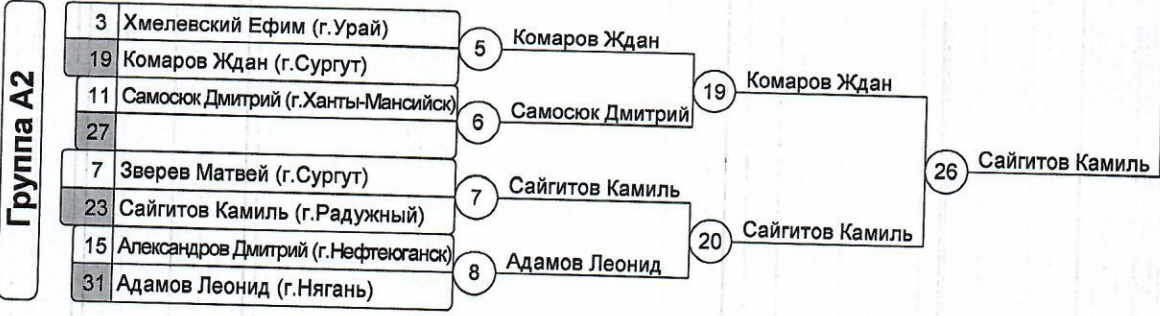 Группа А2
3 Хмелевский Ефим (г.Урай)
19 Комаров Ждан (г.Сургут)
11 Самосюк Дмитрий (г.Ханты-Мансийск)
27
7 Зверев Матвей (г.Сургут)
23 Сайгитов Камиль (г.Радужный)
15 Александров Дмитрий (г.Нефтеюганск)
31 Адамов Леонид (г.Нягань)
5 Комаров Ждан
6 Самосюк Дмитрий
7 Сайгитов Камиль
8 Адамов Леонид
19 Комаров Ждан
20 Сайгитов Камиль
26 Сайгитов Камиль